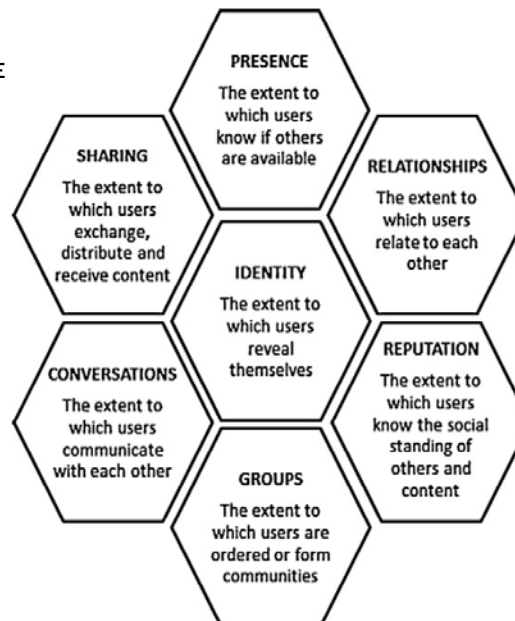 E
PRESENCE
The extent to
which users
know if others
are available
SHARING
The extent to
which users
exchange,
distribute and
receive content
RELATIONSHIPS
The extent to
which users
relate to each
other
IDENTITY
The extent to
which users
reveal
themselves
CONVERSATIONS
The extent to
which users
communicate
with each other
REPUTATION
The extent to
which users
know the social
standing of
others and
content
GROUPS
The extent to
which users are
ordered or form
communities